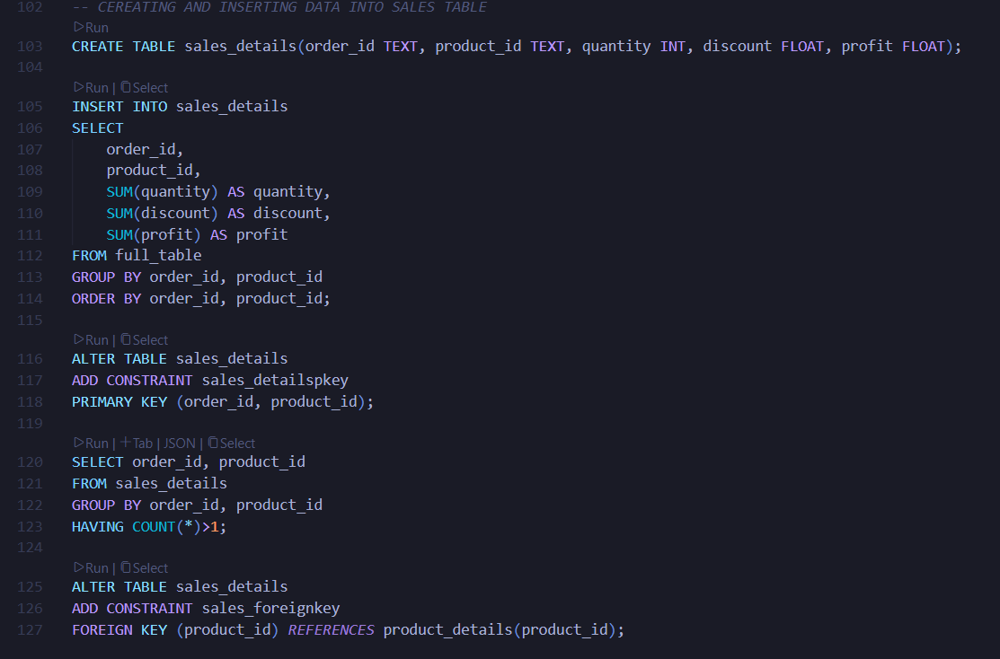 102 -- CEREATING AND INSERTING DATA INTO SALES TABLE
Run
103 CREATE TABLE sales_details(order_id TEXT, product_id TEXT, quantity INT, discount FLOAT, profit FLOAT);
104
Run | Select
105 INSERT INTO sales_details
106 SELECT
107 order_id,
108 product_id,
109 SUM(quantity) AS quantity,
110 SUM(discount) AS discount,
111 SUM(profit) AS profit
112 FROM full_table
113 GROUP BY order_id, product_id
114 ORDER BY order_id, product_id;
115
Run | Select
116 ALTER TABLE sales_details
117 ADD CONSTRAINT sales_detailspkey
118 PRIMARY KEY (order_id, product_id);
119
Run | +Tab | JSON | Select
120 SELECT order_id, product_id
121 FROM sales_details
122 GROUP BY order_id, product_id
123 HAVING COUNT(*)>1;
124
Run | Select
125 ALTER TABLE sales_details
126 ADD CONSTRAINT sales_foreignkey
127 FOREIGN KEY (product_id) REFERENCES product_details(product_id);